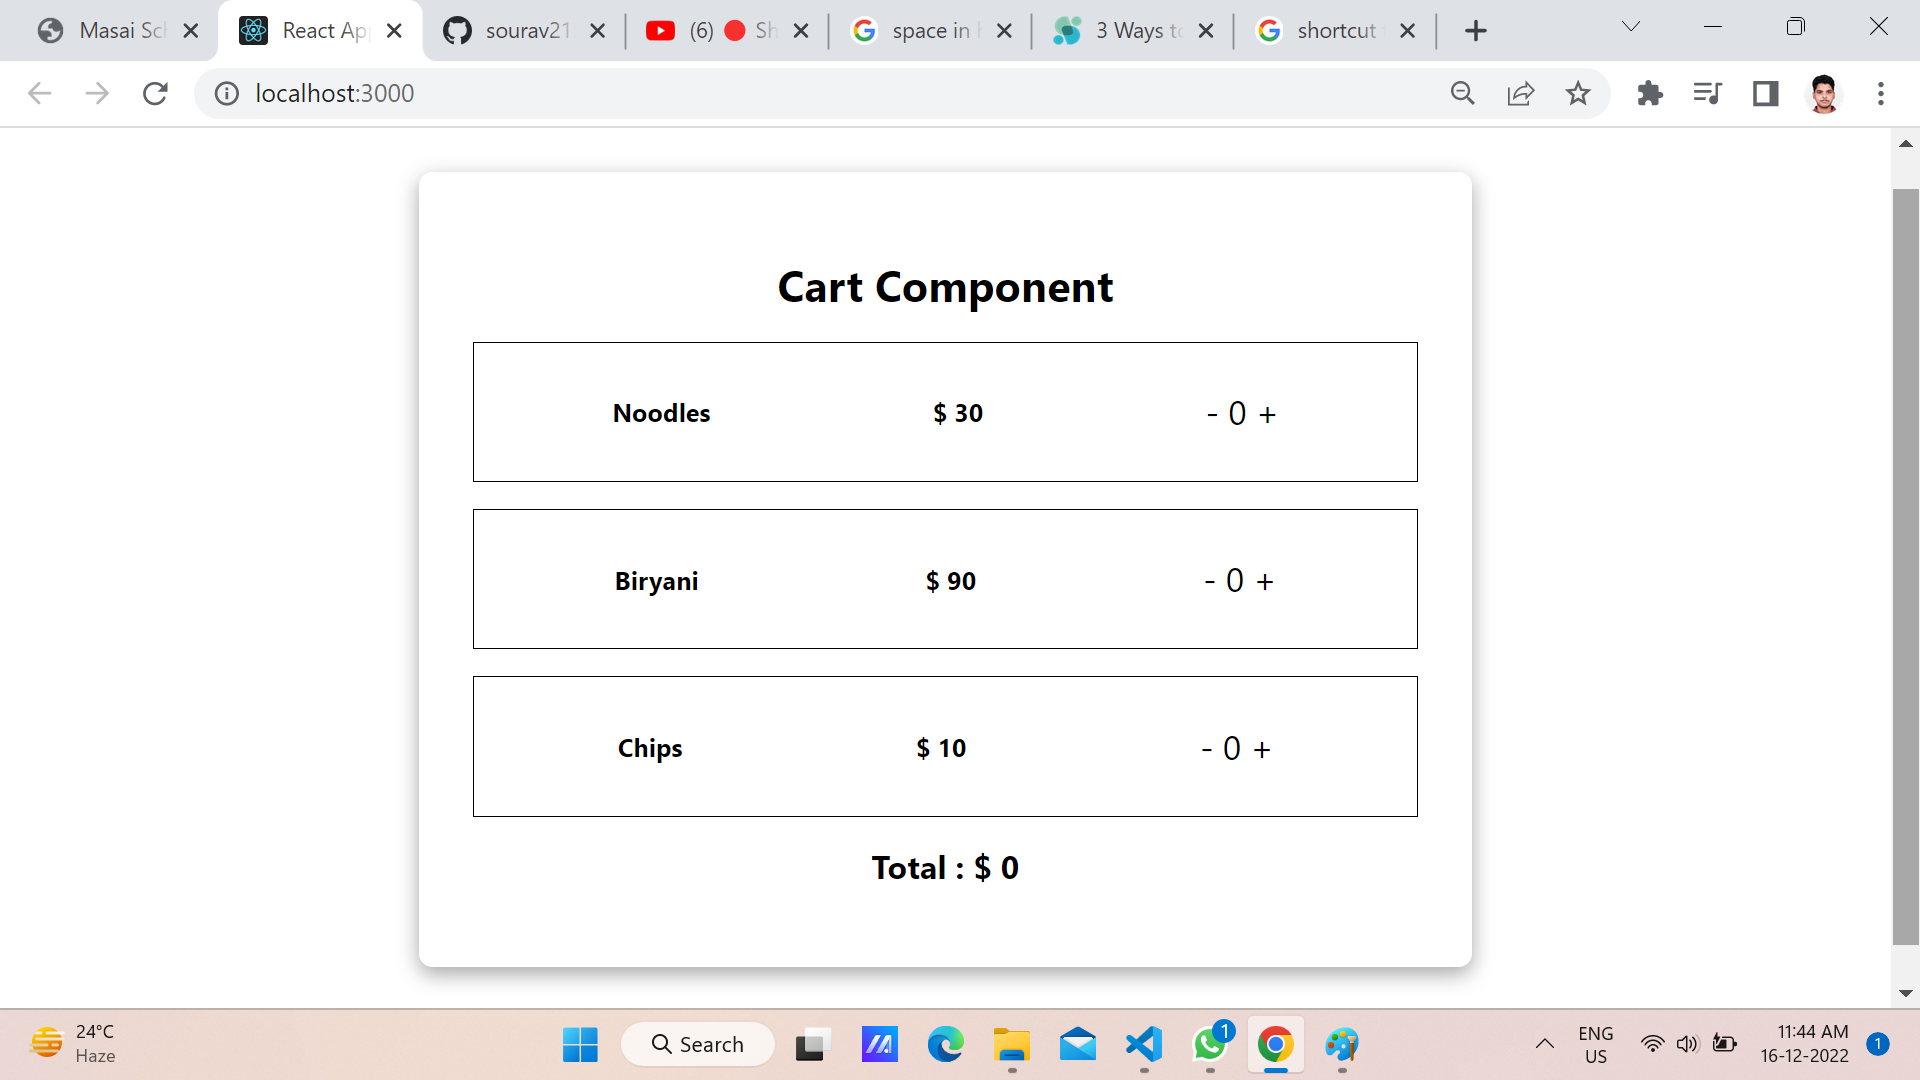 Masai Sc
React Ap
sourav21
(6) Sh
space in
3 Ways to
shortcut
localhost:3000
Cart Component
Noodles $ 30 - 0 +
Biryani $ 90 - 0 +
Chips $ 10 - 0 +
Total : $ 0
24°C
Haze
Search
1
ENG
US
11:44 AM
16-12-2022
1